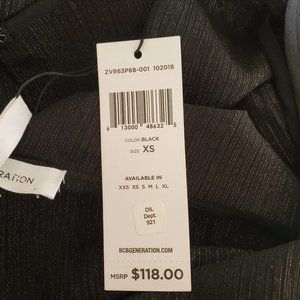 ZVR63P68-001 102018
6 13000 48632 5
COLOR BLACK
SIZE XS
AVAILABLE IN
XXS XS S M L XL
DIL
Dept.
921
BCBGENERATION.COM
MSRP $118.00
RATION